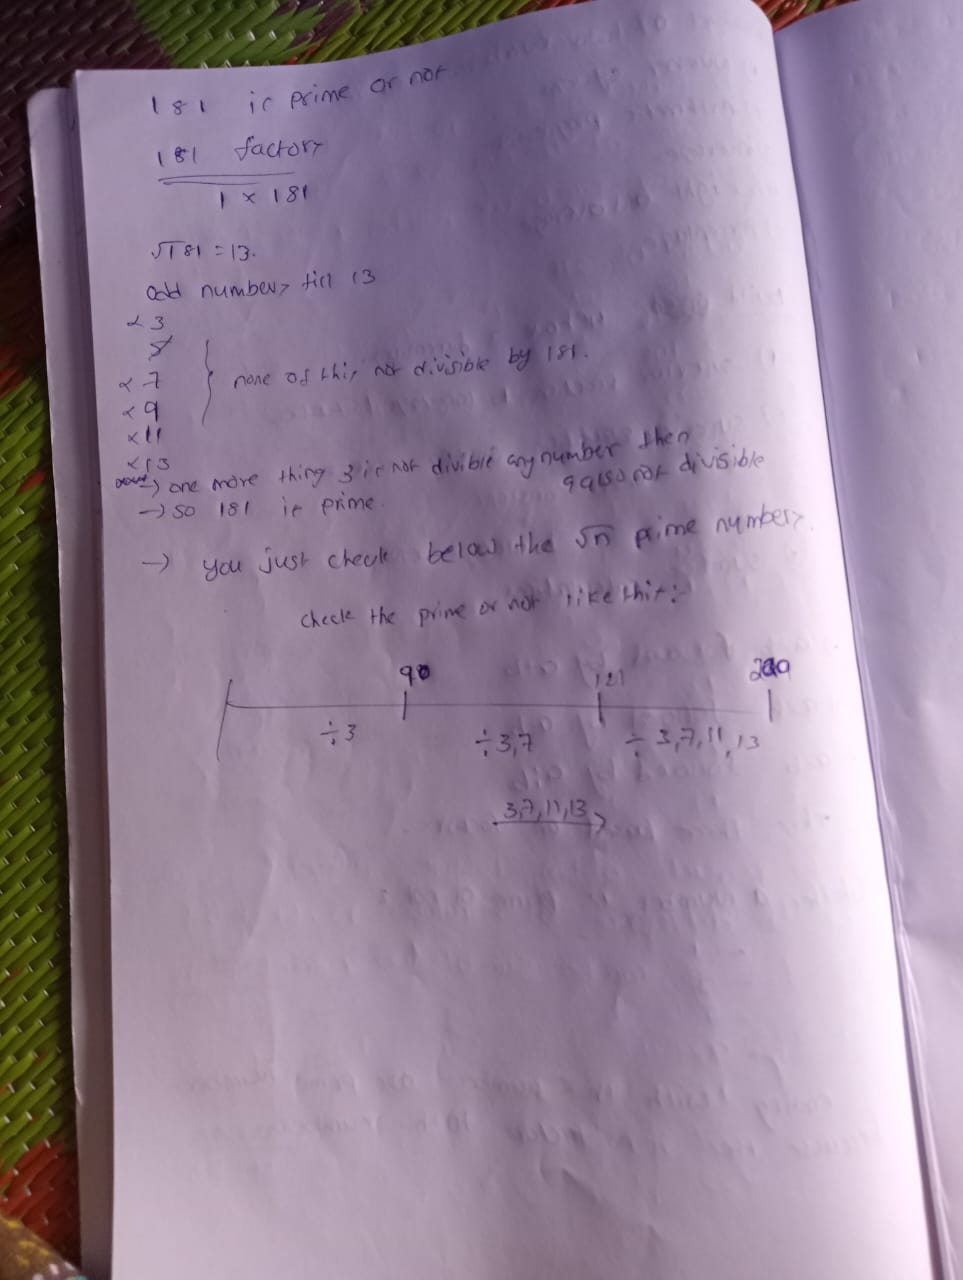 181 is prime or not
181 factors
1 x 181
√181 = 13.
odd numbers till 13
x 3
5
x 7
x 9
x 11
x 13
none of this not divisible by 181.
→ one more thing 3 is not divible any number then
9 also not divisible
→ so 181 is prime.
→ you just check below the √n prime numbers.
check the prime or not like this:-
90 121 200
÷3 ÷3,7 ÷ 3,7,11,13
3,7,11,13